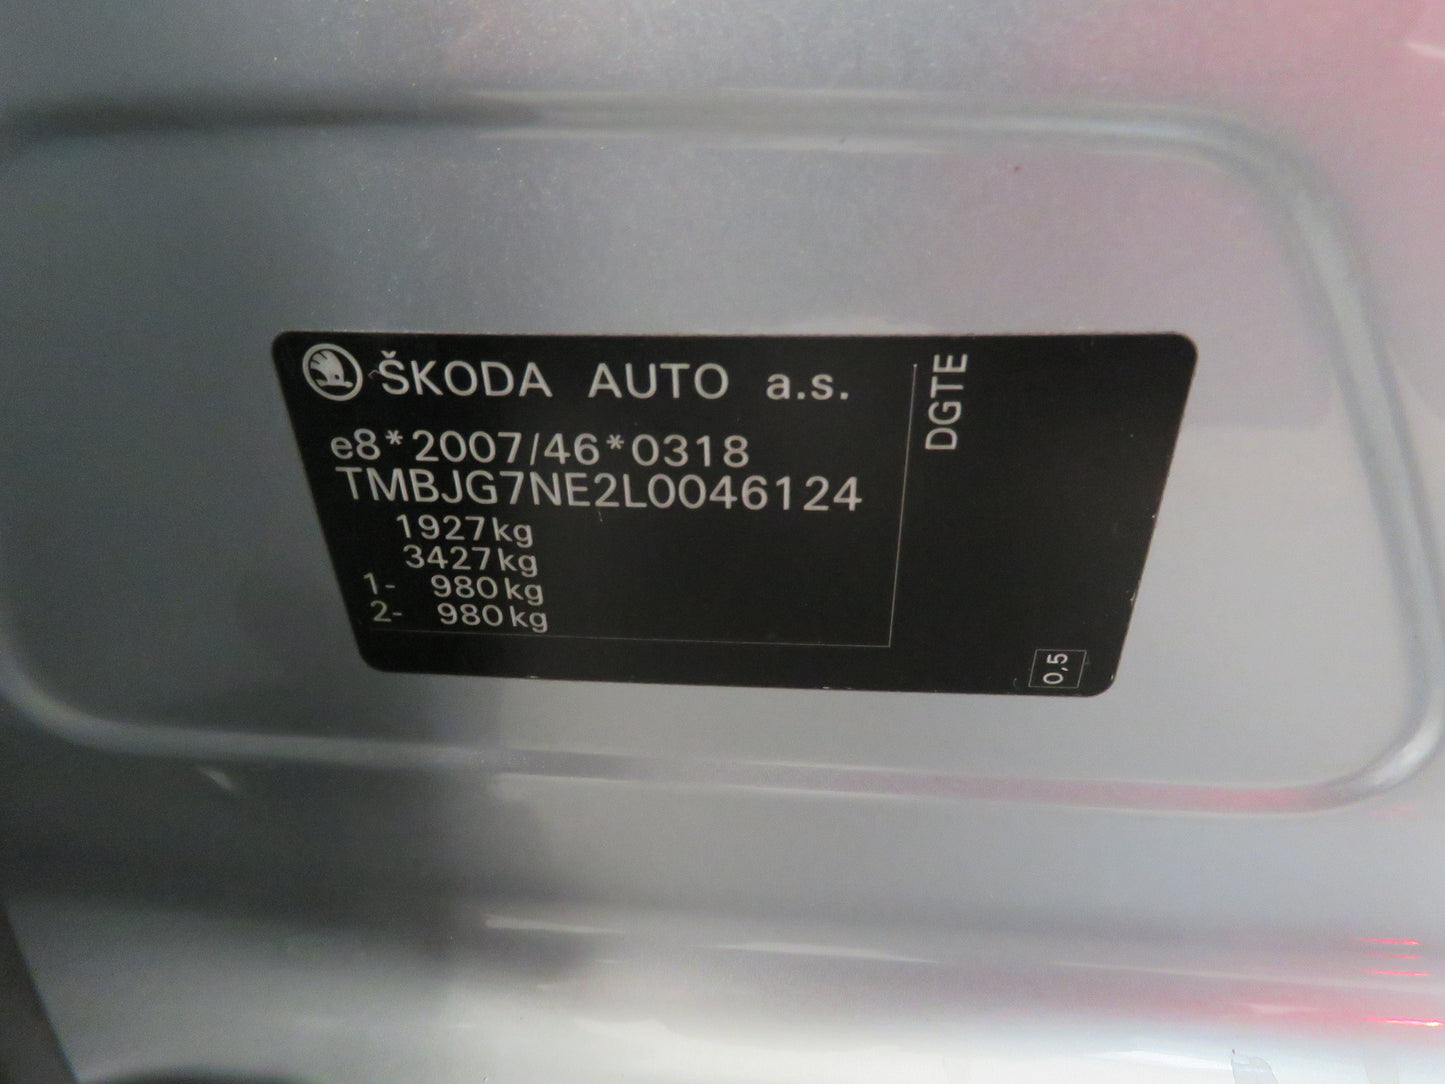 ŠKODA AUTO a.s.
e8*2007/46*0318
TMBJG7NE2L0046124
1927kg
3427kg
1- 980kg
2- 980kg
DGTE
0,5